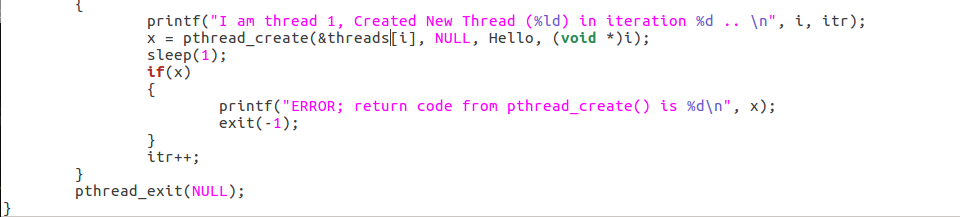 {
printf("I am thread 1, Created New Thread (%ld) in iteration %d .. \n", i, itr);
x = pthread_create(&threads[i], NULL, Hello, (void *)i);
sleep(1);
if(x)
{
printf("ERROR; return code from pthread_create() is %d\n", x);
exit(-1);
}
itr++;
}
pthread_exit(NULL);
}